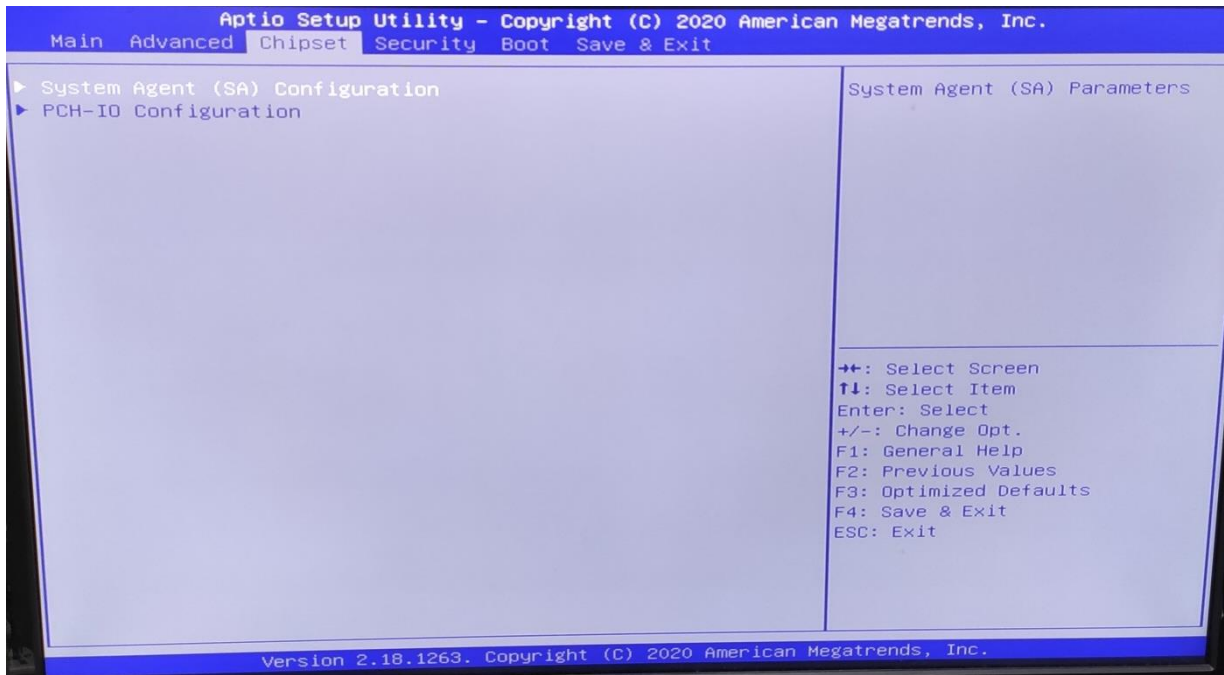 Aptio Setup Utility – Copyright (C) 2020 American Megatrends, Inc.
Main Advanced Chipset Security Boot Save & Exit
▶ System Agent (SA) Configuration
▶ PCH-IO Configuration
System Agent (SA) Parameters
→←: Select Screen
↑↓: Select Item
Enter: Select
+/-: Change Opt.
F1: General Help
F2: Previous Values
F3: Optimized Defaults
F4: Save & Exit
ESC: Exit
Version 2.18.1263. Copyright (C) 2020 American Megatrends, Inc.